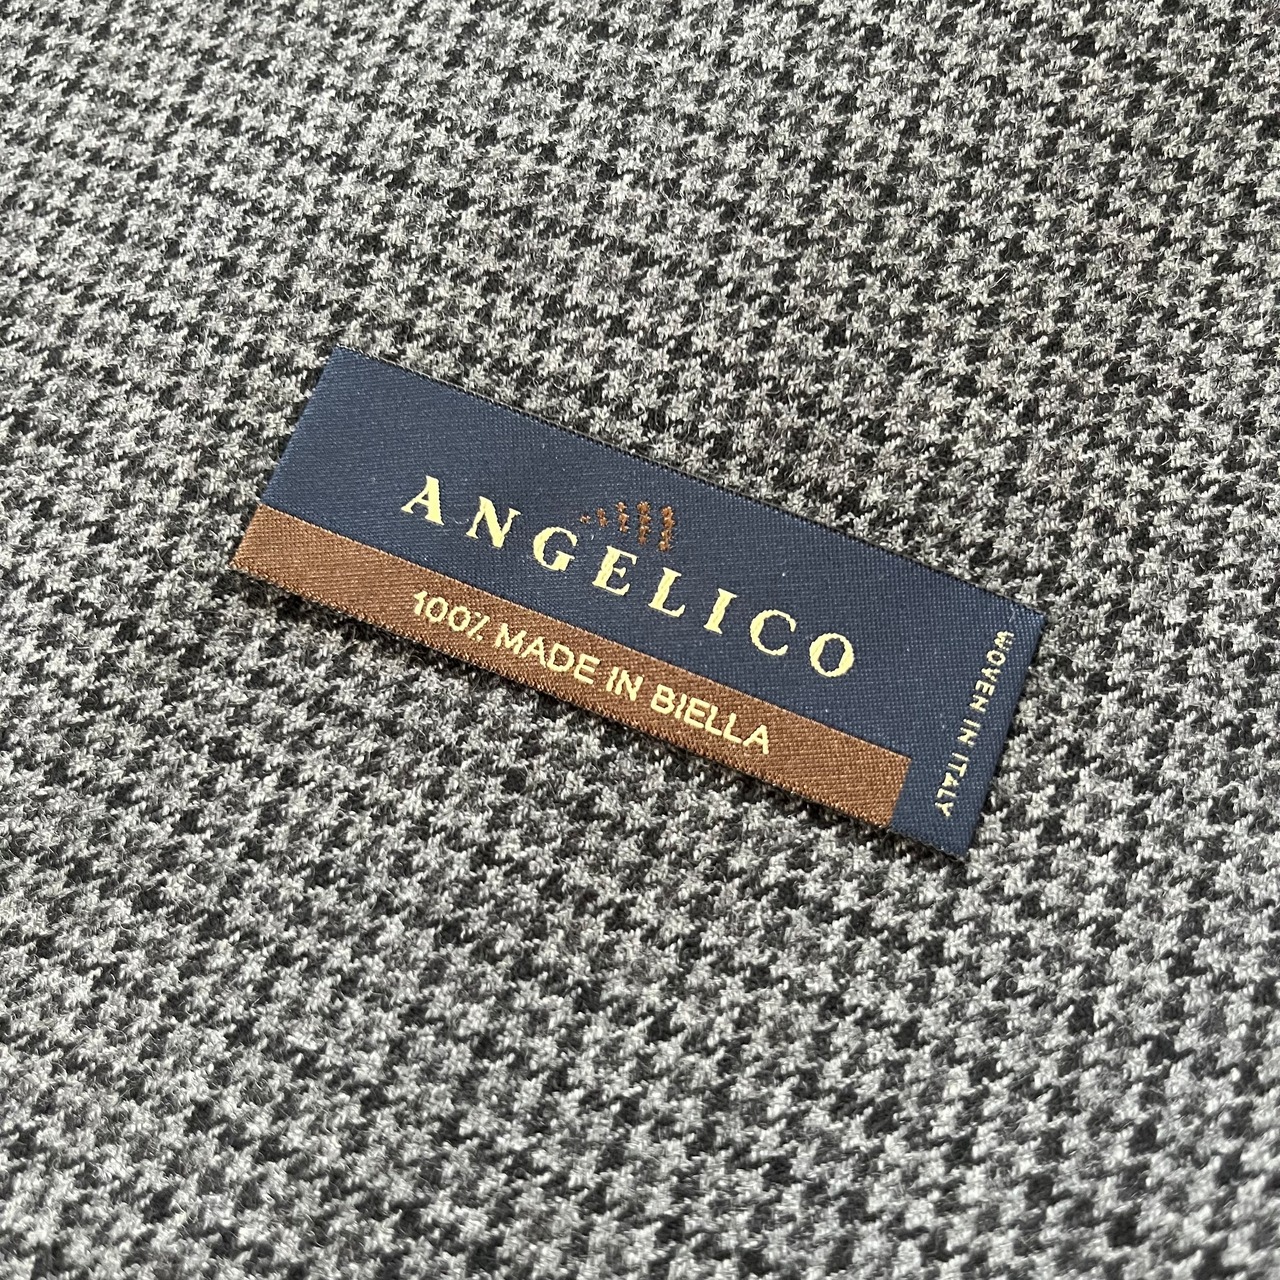 ANGELICO
100% MADE IN BIELLA
WOVEN IN ITALY